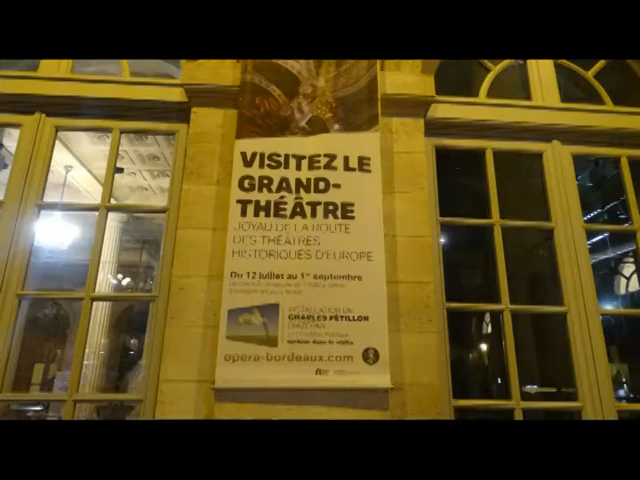 VISITEZ LE
GRAND-
THÉÂTRE
JOYAU DE LA ROUTE
DES THÉÂTRES
HISTORIQUES D'EUROPE
Du 12 juillet au 1er septembre
INSTALLATION DE
CHARLES PÉTILLON
opera-bordeaux.com